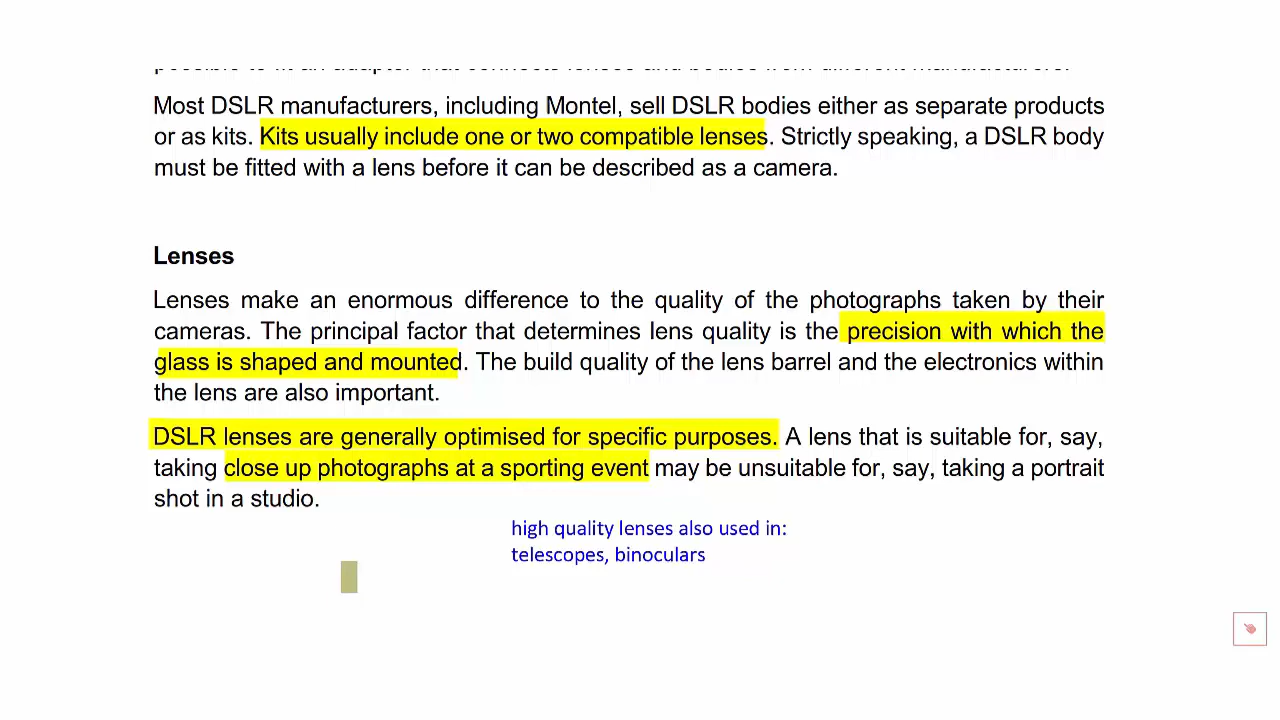 Most DSLR manufacturers, including Montel, sell DSLR bodies either as separate products
or as kits. Kits usually include one or two compatible lenses. Strictly speaking, a DSLR body
must be fitted with a lens before it can be described as a camera.
Lenses
Lenses make an enormous difference to the quality of the photographs taken by their
cameras. The principal factor that determines lens quality is the precision with which the
glass is shaped and mounted. The build quality of the lens barrel and the electronics within
the lens are also important.
DSLR lenses are generally optimised for specific purposes. A lens that is suitable for, say,
taking close up photographs at a sporting event may be unsuitable for, say, taking a portrait
shot in a studio.
high quality lenses also used in:
telescopes, binoculars